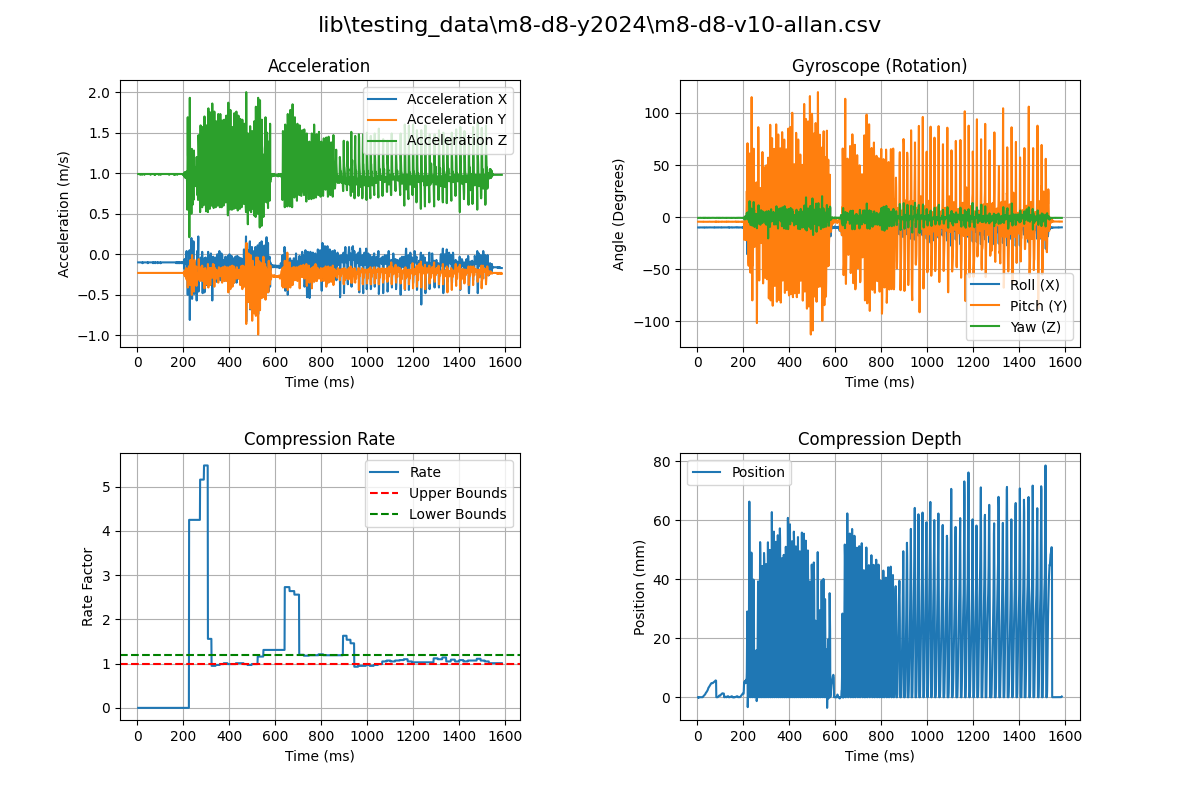 lib\testing_data\m8-d8-y2024\m8-d8-v10-allan.csv
Acceleration
Acceleration (m/s)
2.0
1.5
1.0
0.5
0.0
−0.5
−1.0
Acceleration X
Acceleration Y
Acceleration Z
0 200 400 600 800 1000 1200 1400 1600
Time (ms)
Gyroscope (Rotation)
Angle (Degrees)
100
50
0
−50
−100
Roll (X)
Pitch (Y)
Yaw (Z)
0 200 400 600 800 1000 1200 1400 1600
Time (ms)
Compression Rate
Rate Factor
5
4
3
2
1
0
Rate
Upper Bounds
Lower Bounds
0 200 400 600 800 1000 1200 1400 1600
Time (ms)
Compression Depth
Position (mm)
80
60
40
20
0
Position
0 200 400 600 800 1000 1200 1400 1600
Time (ms)